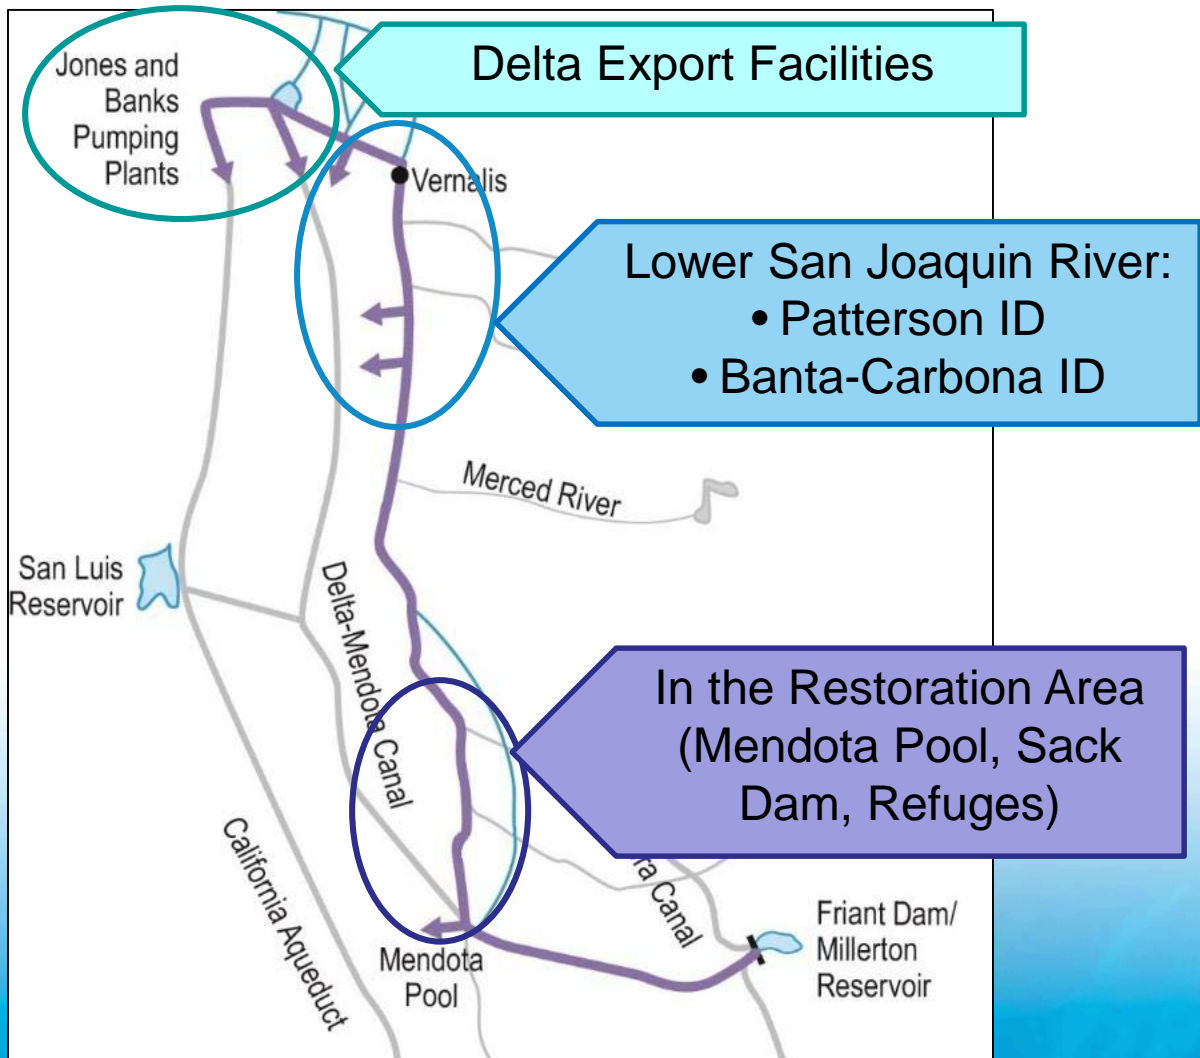 Delta Export Facilities
Jones and
Banks
Pumping
Plants
Vernalis
Lower San Joaquin River:
• Patterson ID
• Banta-Carbona ID
Merced River
San Luis
Reservoir
Delta-Mendota Canal
In the Restoration Area
(Mendota Pool, Sack
Dam, Refuges)
California Aqueduct
Canal
Mendota
Pool
Friant Dam/
Millerton
Reservoir